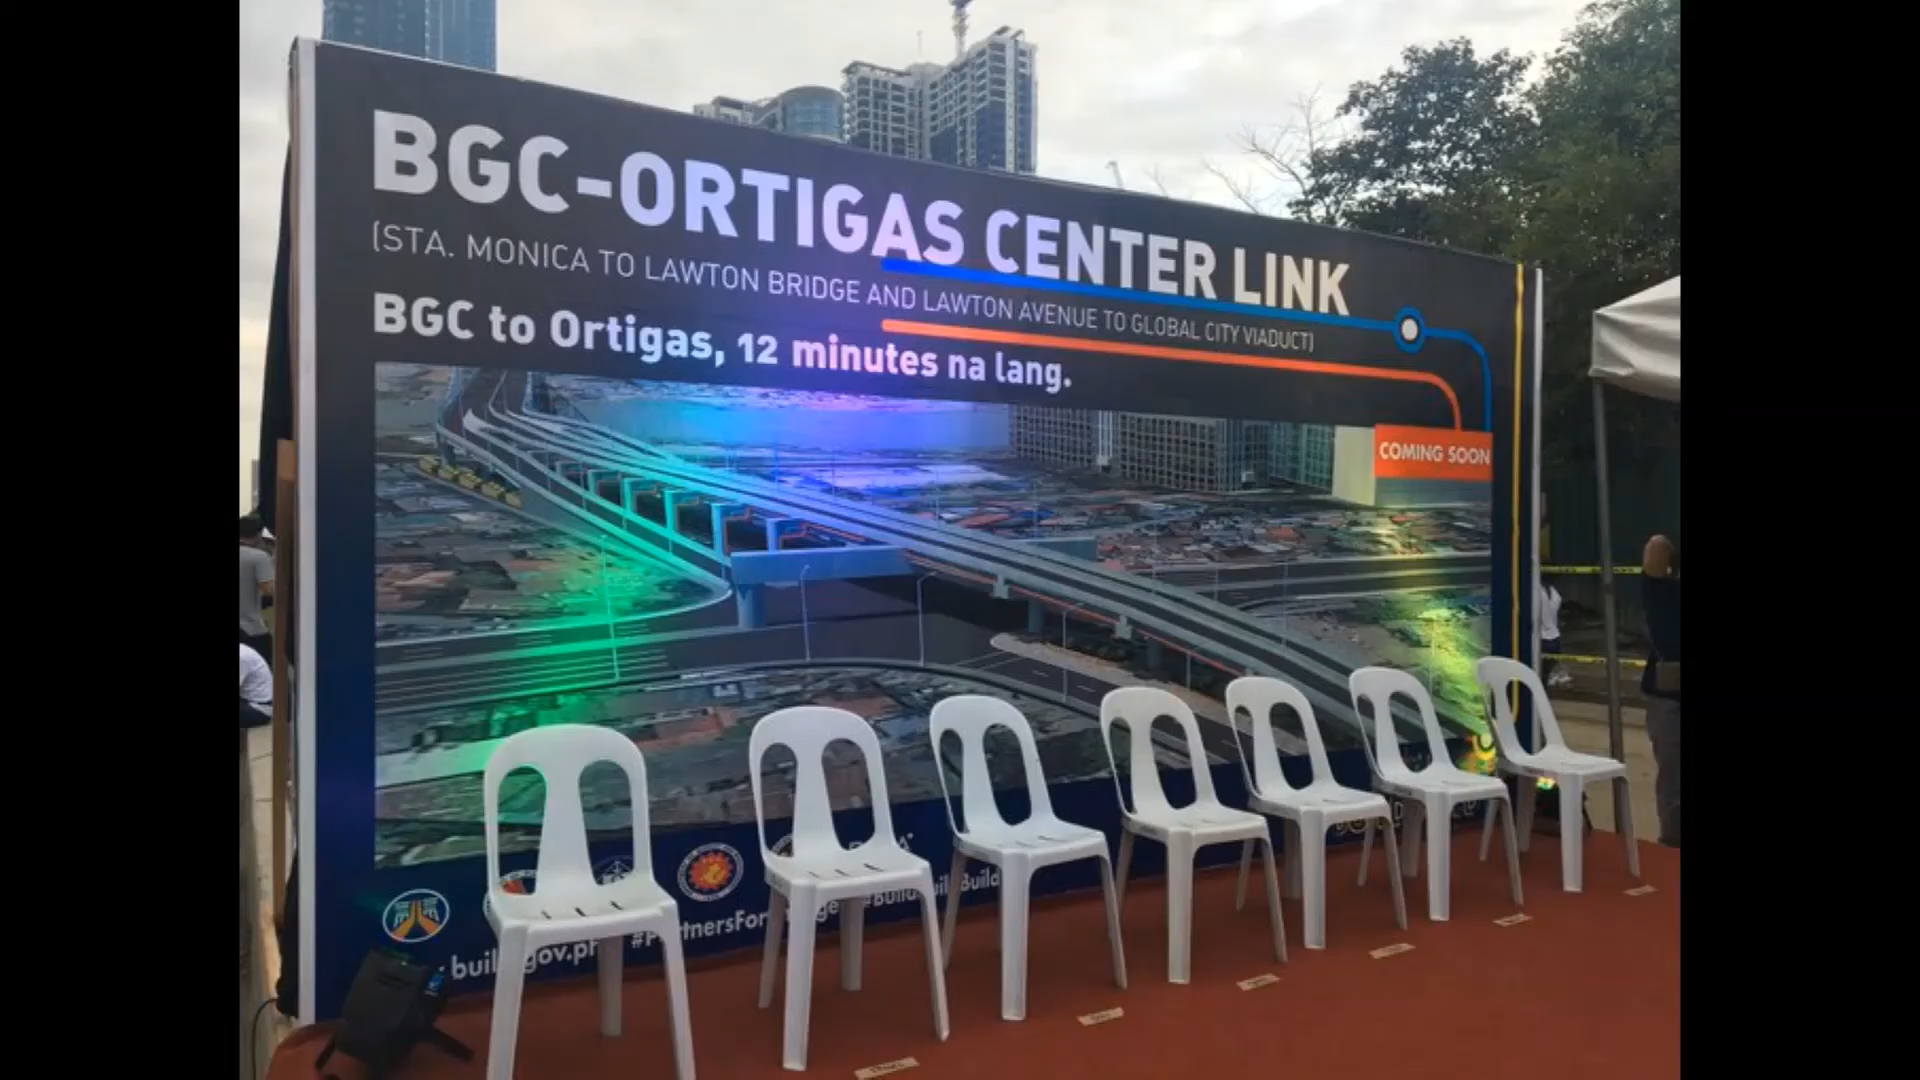 BGC-ORTIGAS CENTER LINK
(STA. MONICA TO LAWTON BRIDGE AND LAWTON AVENUE TO GLOBAL CITY VIADUCT)
BGC to Ortigas, 12 minutes na lang.
COMING SOON